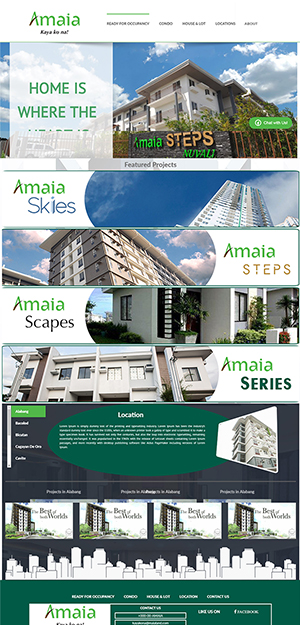 Amaia
Kaya ko na!
READY FOR OCCUPANCY CONDO HOUSE & LOT LOCATIONS ABOUT
HOME IS
WHERE THE
Chat with Us!
Amaia STEPS
NUVALI
Featured Projects
Amaia
Skies
Amaia
STEPS
Amaia
Scapes
Amaia
SERIES
Alabang
Bacolod
Bicutan
Cagayan De Oro
Cavite
Location
Lorem Ipsum is simply dummy text of the printing and typesetting industry. Lorem Ipsum has been the industry's
standard dummy text ever since the 1500s, when an unknown printer took a galley of type and scrambled it to make a
type specimen book. It has survived not only five centuries, but also the leap into electronic typesetting, remaining
essentially unchanged. It was popularised in the 1960s with the release of Letraset sheets containing Lorem Ipsum
passages, and more recently with desktop publishing software like Aldus PageMaker including versions of Lorem
Ipsum.
Projects in Alabang Projects in Alabang Projects in Alabang
The Best of both Worlds The Best of both Worlds The Best of both Worlds The Best of both Worlds
READY FOR OCCUPANCY CONDO HOUSE & LOT LOCATION ABOUT US CONTACT US
Amaia
CONTACT US
LIKE US ON FACEBOOK